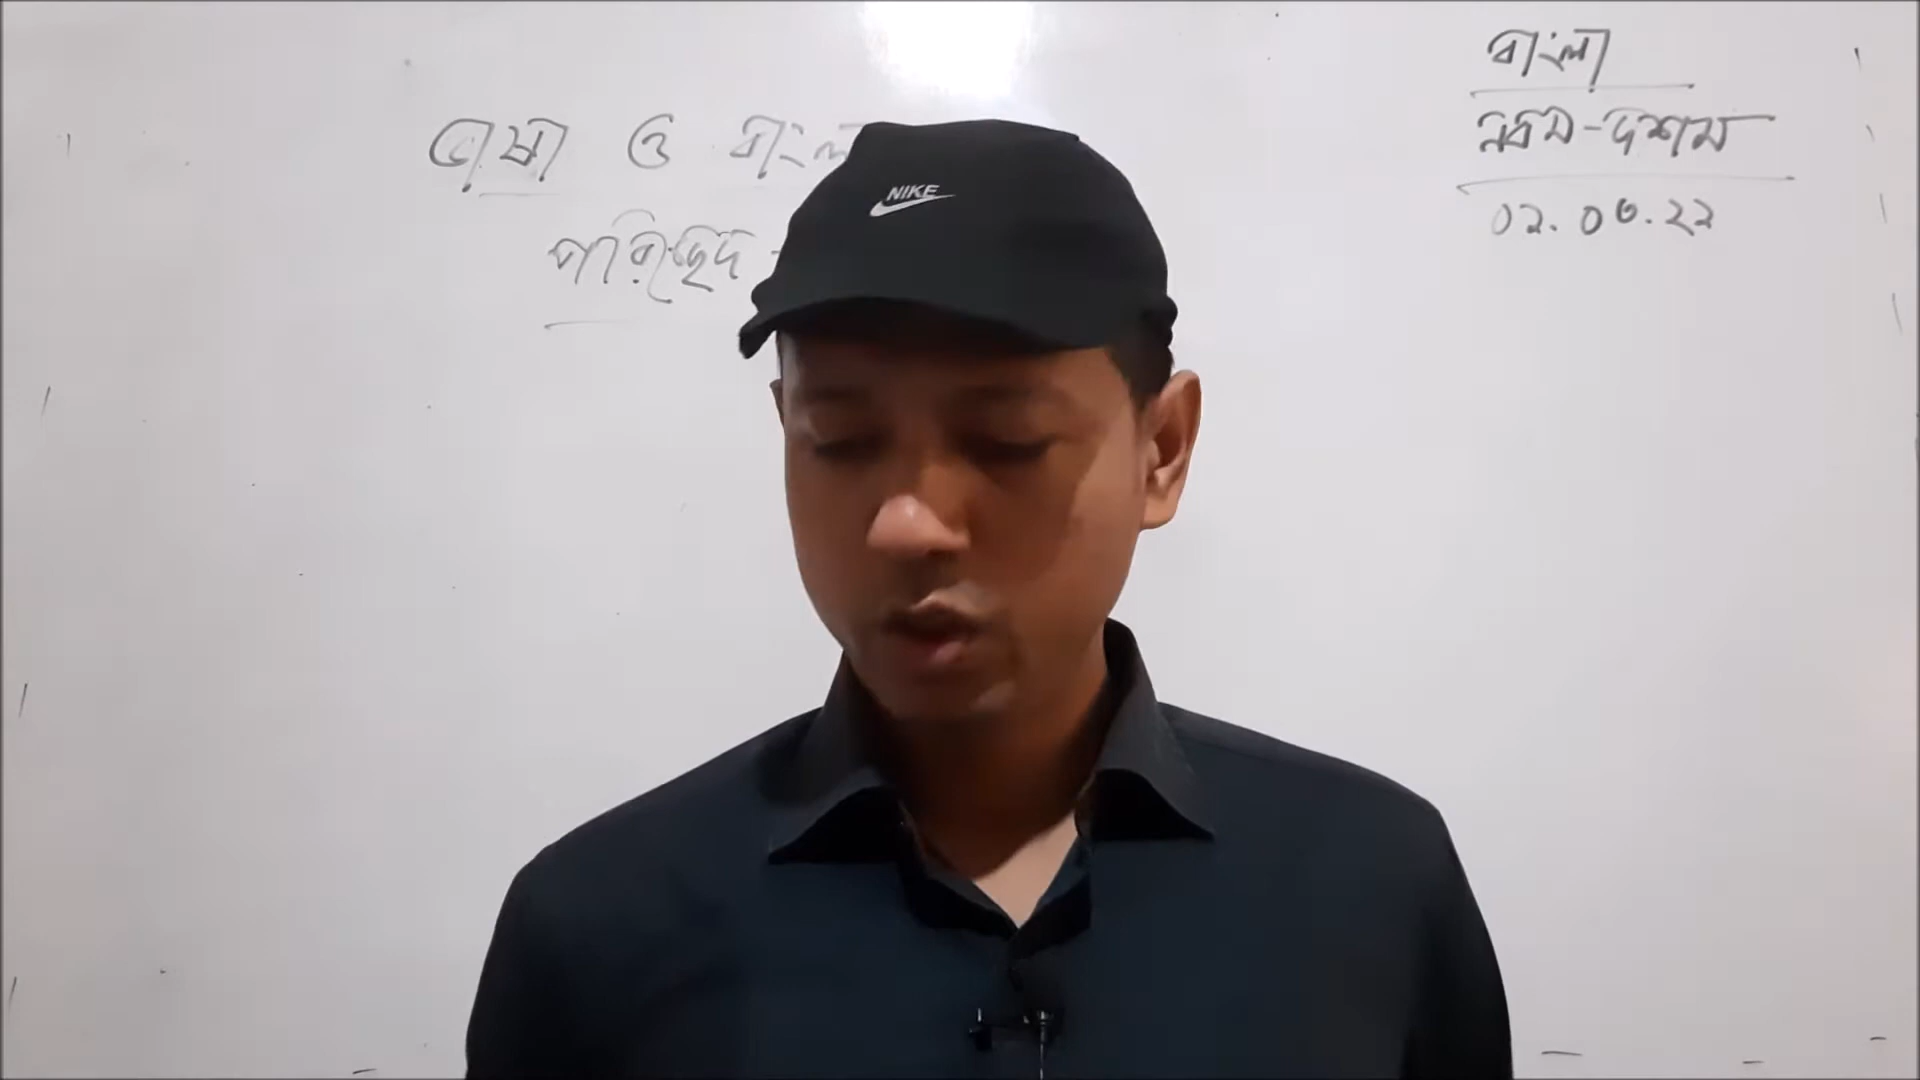 বাংলা
নবম-দশম
০২.০৩.২২
ভাষা ও বাংলা
পরিচ্ছেদ -
NIKE